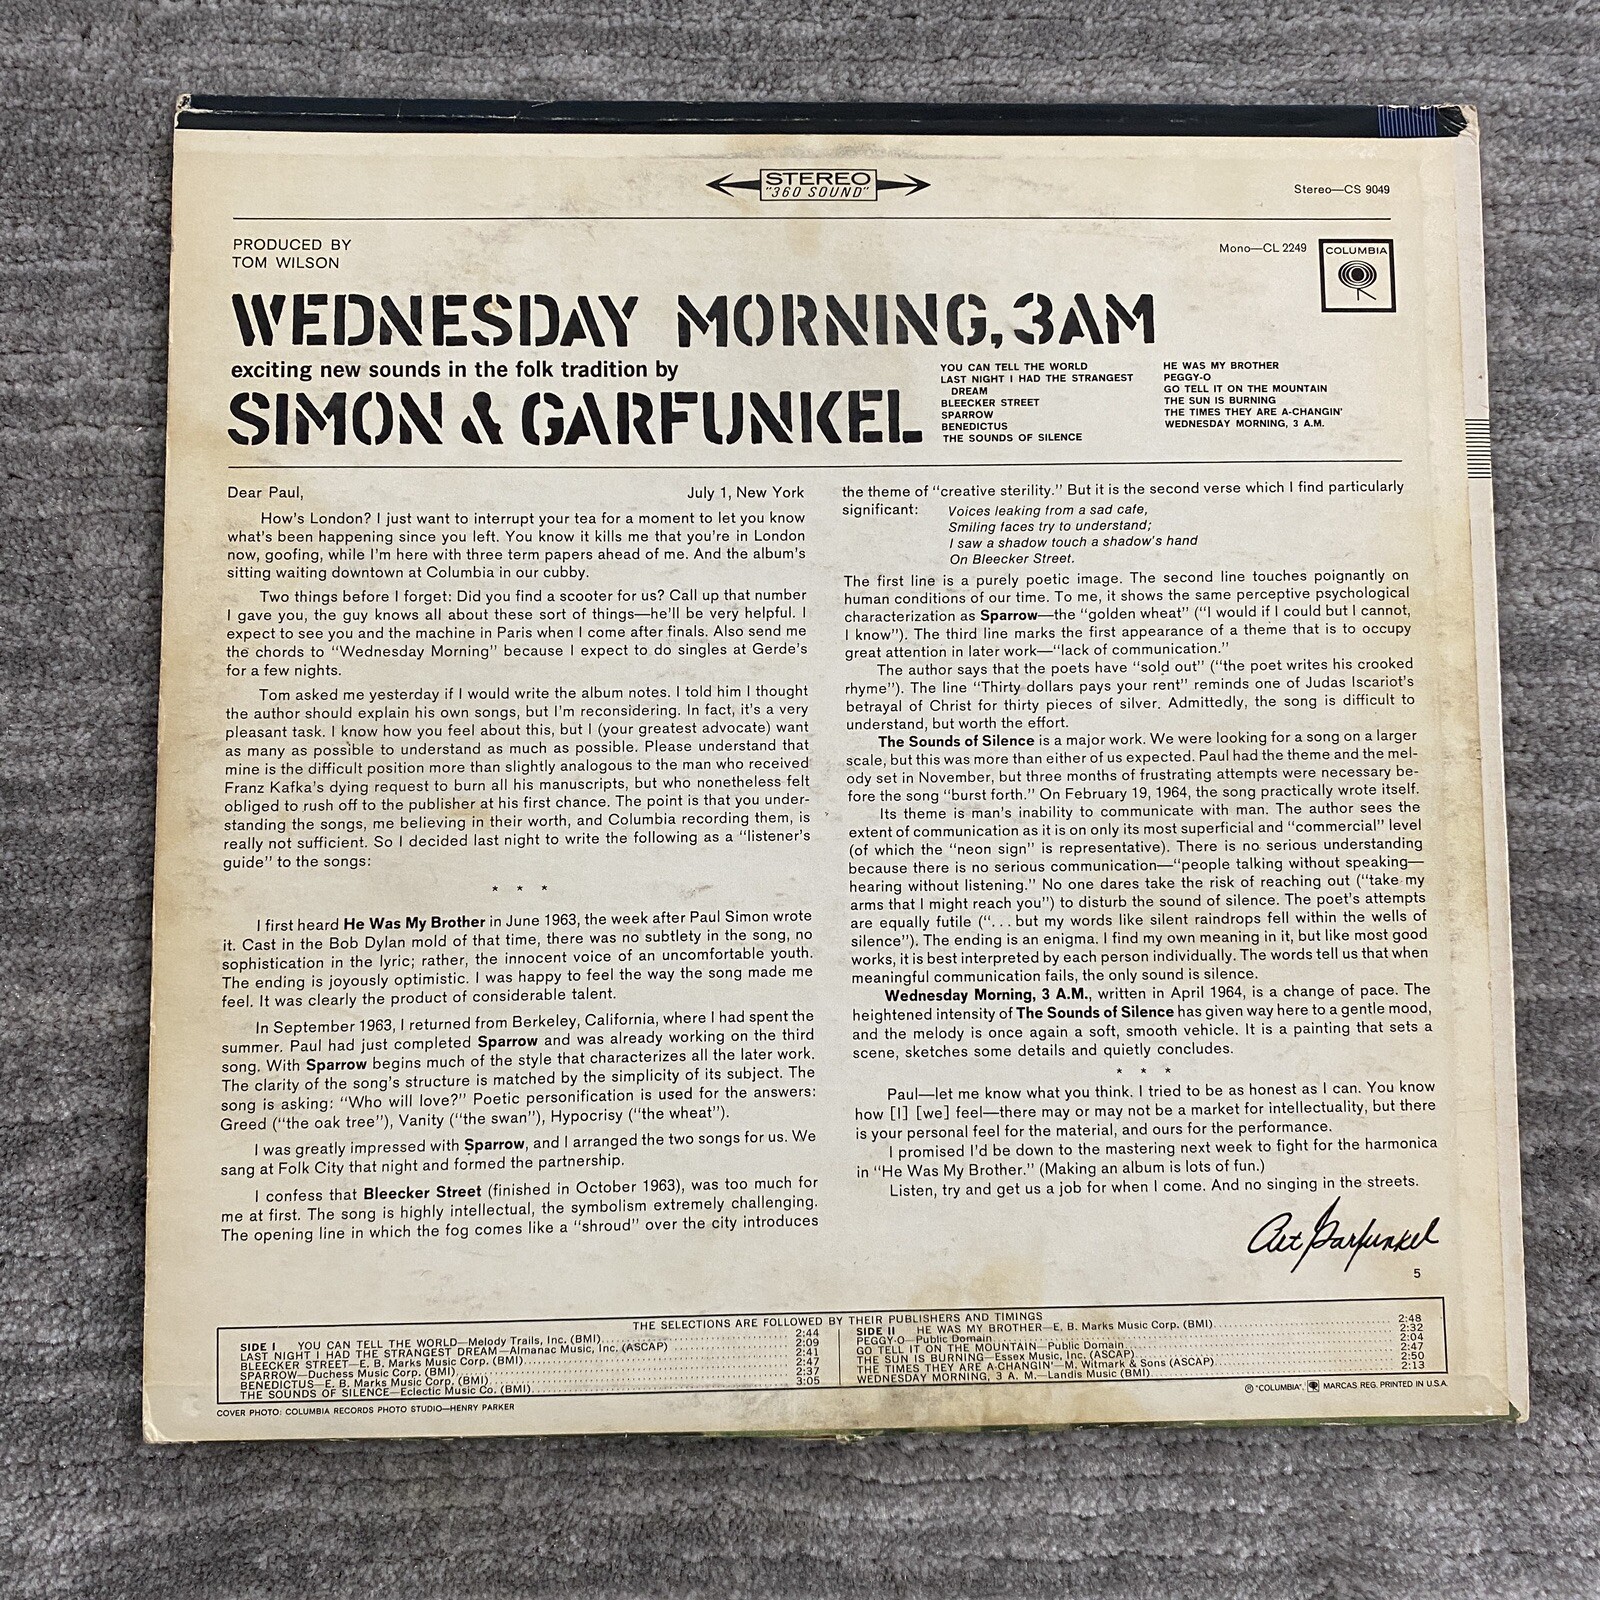 STEREO
"360 SOUND"
Stereo—CS 9049
PRODUCED BY
TOM WILSON
Mono—CL 2249
COLUMBIA
WEDNESDAY MORNING, 3AM
exciting new sounds in the folk tradition by
SIMON & GARFUNKEL
YOU CAN TELL THE WORLD
LAST NIGHT I HAD THE STRANGEST
DREAM
BLEECKER STREET
SPARROW
BENEDICTUS
THE SOUNDS OF SILENCE
HE WAS MY BROTHER
PEGGY-O
GO TELL IT ON THE MOUNTAIN
THE SUN IS BURNING
THE TIMES THEY ARE A-CHANGIN'
WEDNESDAY MORNING, 3 A.M.
Dear Paul, July 1, New York
How's London? I just want to interrupt your tea for a moment to let you know
what's been happening since you left. You know it kills me that you're in London
now, goofing, while I'm here with three term papers ahead of me. And the album's
sitting waiting downtown at Columbia in our cubby.
Two things before I forget: Did you find a scooter for us? Call up that number
I gave you, the guy knows all about these sort of things—he'll be very helpful. I
expect to see you and the machine in Paris when I come after finals. Also send me
the chords to "Wednesday Morning" because I expect to do singles at Gerde's
for a few nights.
Tom asked me yesterday if I would write the album notes. I told him I thought
the author should explain his own songs, but I'm reconsidering. In fact, it's a very
pleasant task. I know how you feel about this, but I (your greatest advocate) want
as many as possible to understand as much as possible. Please understand that
mine is the difficult position more than slightly analogous to the man who received
Franz Kafka's dying request to burn all his manuscripts, but who nonetheless felt
obliged to rush off to the publisher at his first chance. The point is that you under-
standing the songs, me believing in their worth, and Columbia recording them, is
really not sufficient. So I decided last night to write the following as a "listener's
guide" to the songs:
* * *
I first heard He Was My Brother in June 1963, the week after Paul Simon wrote
it. Cast in the Bob Dylan mold of that time, there was no subtlety in the song, no
sophistication in the lyric; rather, the innocent voice of an uncomfortable youth.
The ending is joyously optimistic. I was happy to feel the way the song made me
feel. It was clearly the product of considerable talent.
In September 1963, I returned from Berkeley, California, where I had spent the
summer. Paul had just completed Sparrow and was already working on the third
song. With Sparrow begins much of the style that characterizes all the later work.
The clarity of the song's structure is matched by the simplicity of its subject. The
song is asking: "Who will love?" Poetic personification is used for the answers:
Greed ("the oak tree"), Vanity ("the swan"), Hypocrisy ("the wheat").
I was greatly impressed with Sparrow, and I arranged the two songs for us. We
sang at Folk City that night and formed the partnership.
I confess that Bleecker Street (finished in October 1963), was too much for
me at first. The song is highly intellectual, the symbolism extremely challenging.
The opening line in which the fog comes like a "shroud" over the city introduces
the theme of "creative sterility." But it is the second verse which I find particularly
significant: Voices leaking from a sad cafe,
Smiling faces try to understand;
I saw a shadow touch a shadow's hand
On Bleecker Street.
The first line is a purely poetic image. The second line touches poignantly on
human conditions of our time. To me, it shows the same perceptive psychological
characterization as Sparrow—the "golden wheat" ("I would if I could but I cannot,
I know"). The third line marks the first appearance of a theme that is to occupy
great attention in later work—"lack of communication."
The author says that the poets have "sold out" ("the poet writes his crooked
rhyme"). The line "Thirty dollars pays your rent" reminds one of Judas Iscariot's
betrayal of Christ for thirty pieces of silver. Admittedly, the song is difficult to
understand, but worth the effort.
The Sounds of Silence is a major work. We were looking for a song on a larger
scale, but this was more than either of us expected. Paul had the theme and the mel-
ody set in November, but three months of frustrating attempts were necessary be-
fore the song "burst forth." On February 19, 1964, the song practically wrote itself.
Its theme is man's inability to communicate with man. The author sees the
extent of communication as it is on only its most superficial and "commercial" level
(of which the "neon sign" is representative). There is no serious understanding
because there is no serious communication—"people talking without speaking—
hearing without listening." No one dares take the risk of reaching out ("take my
arms that I might reach you") to disturb the sound of silence. The poet's attempts
are equally futile (". . . but my words like silent raindrops fell within the wells of
silence"). The ending is an enigma. I find my own meaning in it, but like most good
works, it is best interpreted by each person individually. The words tell us that when
meaningful communication fails, the only sound is silence.
Wednesday Morning, 3 A.M., written in April 1964, is a change of pace. The
heightened intensity of The Sounds of Silence has given way here to a gentle mood,
and the melody is once again a soft, smooth vehicle. It is a painting that sets a
scene, sketches some details and quietly concludes.
* * *
Paul—let me know what you think. I tried to be as honest as I can. You know
how [I] [we] feel—there may or may not be a market for intellectuality, but there
is your personal feel for the material, and ours for the performance.
I promised I'd be down to the mastering next week to fight for the harmonica
in "He Was My Brother." (Making an album is lots of fun.)
Listen, try and get us a job for when I come. And no singing in the streets.
Art Garfunkel
5
THE SELECTIONS ARE FOLLOWED BY THEIR PUBLISHERS AND TIMINGS
SIDE I YOU CAN TELL THE WORLD—Melody Trails, Inc. (BMI) 2:44
LAST NIGHT I HAD THE STRANGEST DREAM—Almanac Music, Inc. (ASCAP) 2:09
BLEECKER STREET—E. B. Marks Music Corp. (BMI) 2:41
SPARROW—Duchess Music Corp. (BMI) 2:47
BENEDICTUS—E. B. Marks Music Corp. (BMI) 2:37
THE SOUNDS OF SILENCE—Eclectic Music Co. (BMI) 3:05
SIDE II HE WAS MY BROTHER—E. B. Marks Music Corp. (BMI) 2:48
PEGGY-O—Public Domain 2:32
GO TELL IT ON THE MOUNTAIN—Public Domain 2:04
THE SUN IS BURNING—Essex Music, Inc. (ASCAP) 2:47
THE TIMES THEY ARE A-CHANGIN'—M. Witmark & Sons (ASCAP) 2:50
WEDNESDAY MORNING, 3 A. M.—Landis Music (BMI) 2:13
COVER PHOTO: COLUMBIA RECORDS PHOTO STUDIO—HENRY PARKER
℗ "COLUMBIA", MARCAS REG. PRINTED IN U.S.A.